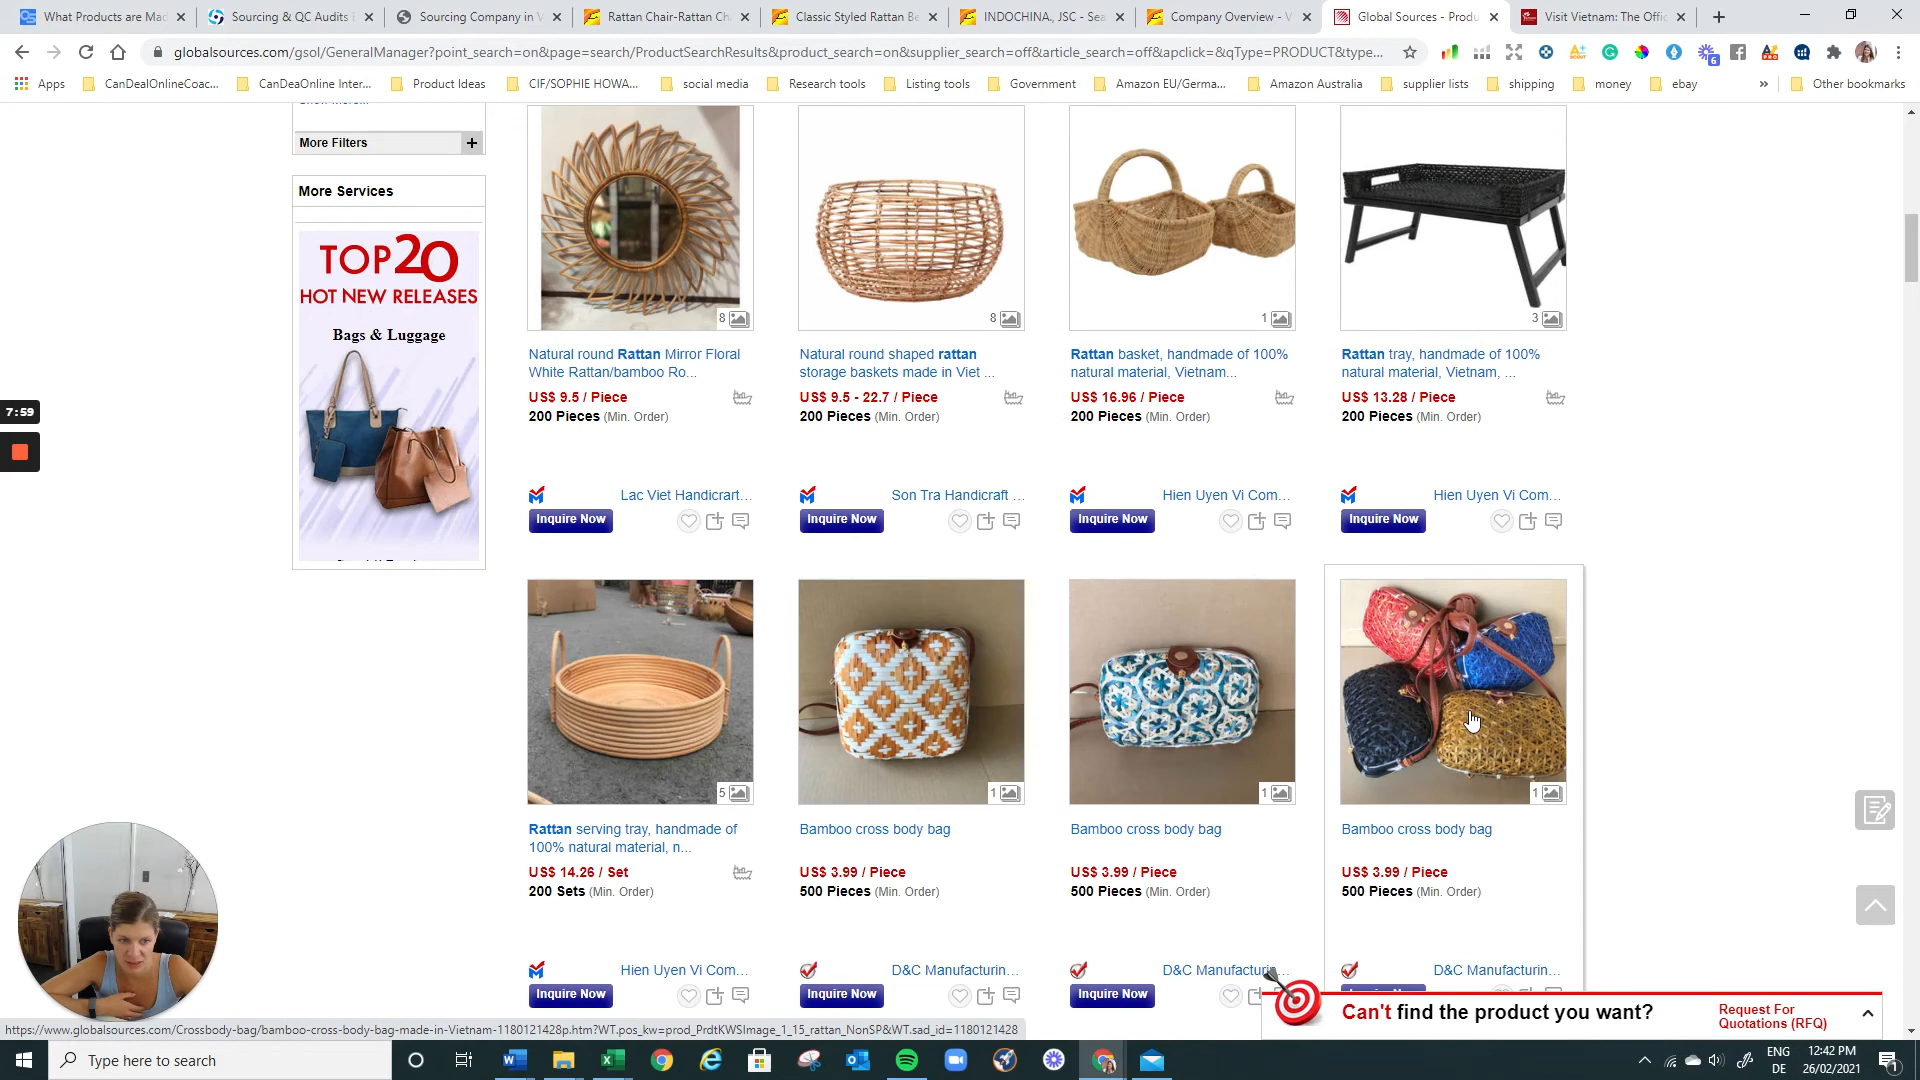 What Products are Mad
Sourcing & QC Audits
Sourcing Company in V
Rattan Chair-Rattan Ch
Classic Styled Rattan Be
INDOCHINA., JSC - Sea
Company Overview - V
Global Sources - Produ
Visit Vietnam: The Offic
globalsources.com/gsol/GeneralManager?point_search=on&page=search/ProductSearchResults&product_search=on&supplier_search=off&article_search=off&apclick=&qType=PRODUCT&type...
Apps
CanDealOnlineCoac...
CanDeaOnline Inter...
Product Ideas
CIF/SOPHIE HOWA...
social media
Research tools
Listing tools
Government
Amazon EU/Germa...
Amazon Australia
supplier lists
shipping
money
ebay
»
Other bookmarks
More Filters
More Services
TOP 20
HOT NEW RELEASES
Bags & Luggage
7:59
8
8
1
3
Natural round Rattan Mirror Floral
White Rattan/bamboo Ro...
US$ 9.5 / Piece
200 Pieces (Min. Order)
Lac Viet Handicrart...
Inquire Now
Natural round shaped rattan
storage baskets made in Viet ...
US$ 9.5 - 22.7 / Piece
200 Pieces (Min. Order)
Son Tra Handicraft ...
Inquire Now
Rattan basket, handmade of 100%
natural material, Vietnam...
US$ 16.96 / Piece
200 Pieces (Min. Order)
Hien Uyen Vi Com...
Inquire Now
Rattan tray, handmade of 100%
natural material, Vietnam, ...
US$ 13.28 / Piece
200 Pieces (Min. Order)
Hien Uyen Vi Com...
Inquire Now
5
1
1
1
Rattan serving tray, handmade of
100% natural material, n...
US$ 14.26 / Set
200 Sets (Min. Order)
Hien Uyen Vi Com...
Inquire Now
Bamboo cross body bag
US$ 3.99 / Piece
500 Pieces (Min. Order)
D&C Manufacturin...
Inquire Now
Bamboo cross body bag
US$ 3.99 / Piece
500 Pieces (Min. Order)
D&C Manufacturin...
Inquire Now
Bamboo cross body bag
US$ 3.99 / Piece
500 Pieces (Min. Order)
D&C Manufacturin...
Can't find the product you want?
Request For
Quotations (RFQ)
https://www.globalsources.com/Crossbody-bag/bamboo-cross-body-bag-made-in-Vietnam-1180121428p.htm?WT.pos_kw=prod_PrdtKWSImage_1_15_rattan_NonSP&WT.sad_id=1180121428
Type here to search
ENG
DE
12:42 PM
26/02/2021